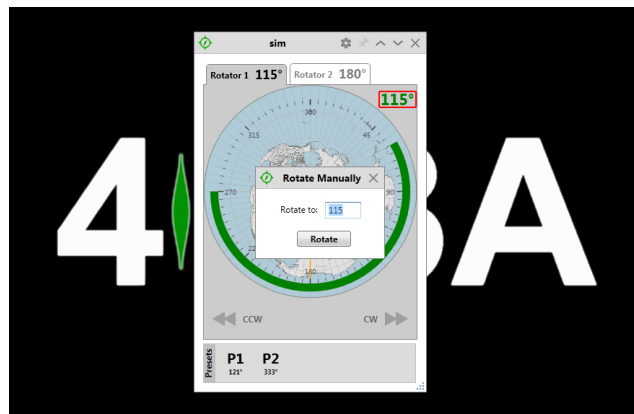 sim
Rotator 1 115°
Rotator 2 180°
115°
360
315
45
270
90
180
Rotate Manually
Rotate to: 115
Rotate
CCW
CW
Presets
P1
121°
P2
333°
4
A